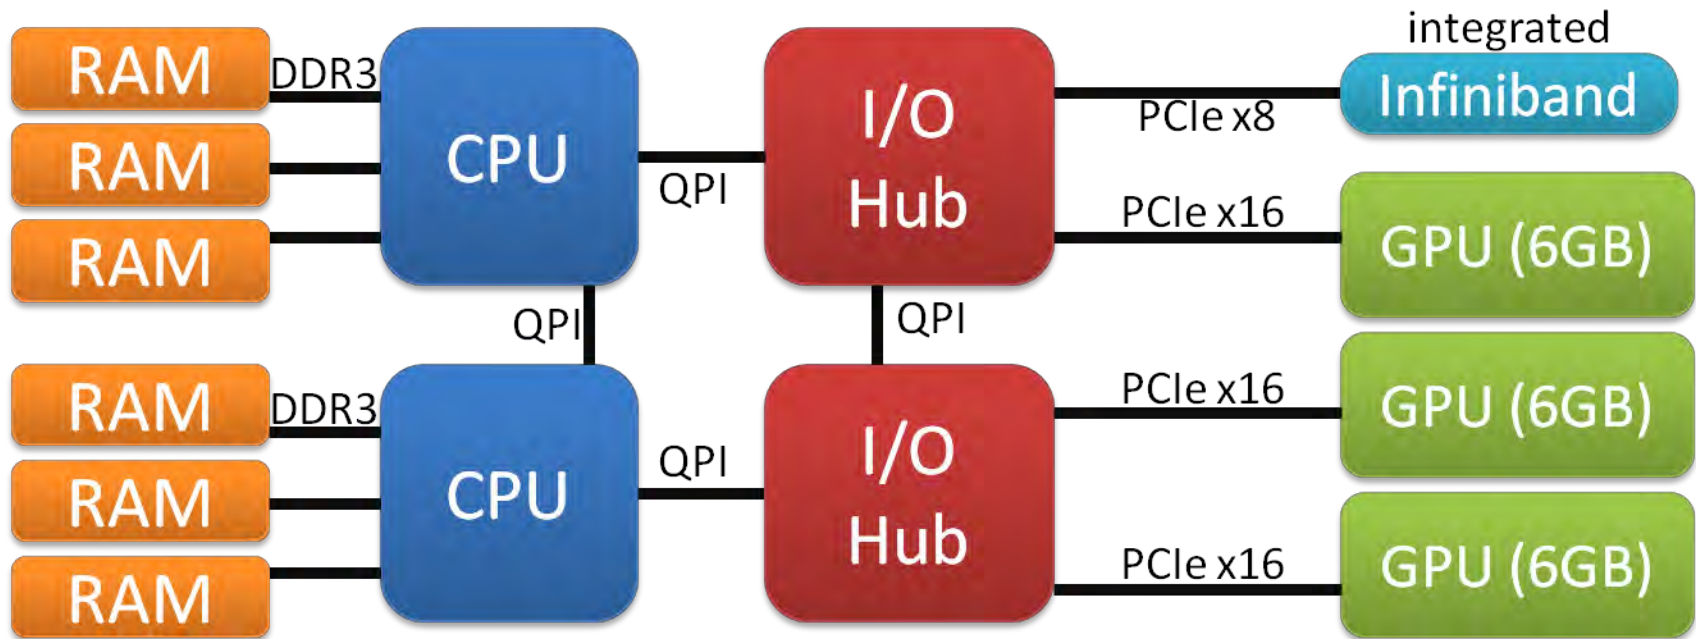 integrated
RAM
DDR3
CPU
I/O
Hub
PCIe x8
Infiniband
RAM
QPI
PCIe x16
GPU (6GB)
RAM
QPI
QPI
RAM
DDR3
CPU
I/O
Hub
PCIe x16
GPU (6GB)
RAM
QPI
RAM
PCIe x16
GPU (6GB)